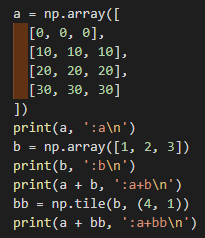 a = np.array([
    [0, 0, 0],
    [10, 10, 10],
    [20, 20, 20],
    [30, 30, 30]
])
print(a, ':a\n')
b = np.array([1, 2, 3])
print(b, ':b\n')
print(a + b, ':a+b\n')
bb = np.tile(b, (4, 1))
print(a + bb, ':a+bb\n')